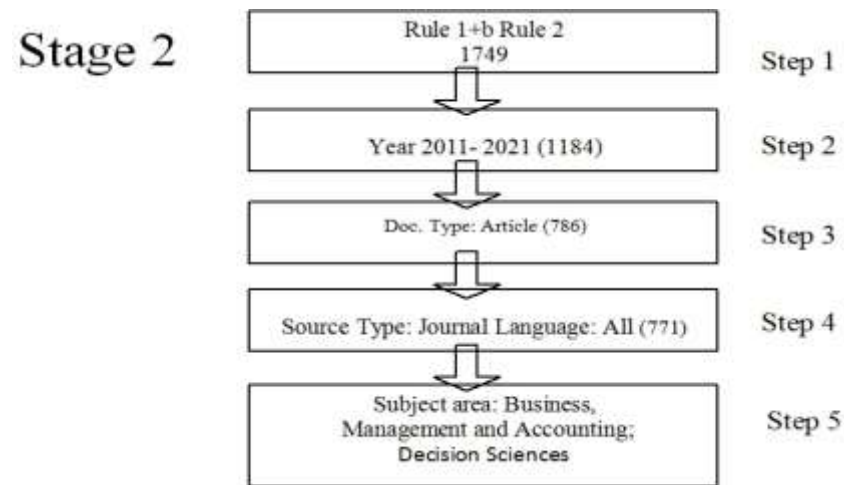 Stage 2
Rule 1+b Rule 2
1749
Step 1
Year 2011- 2021 (1184)
Step 2
Doc. Type: Article (786)
Step 3
Source Type: Journal Language: All (771)
Step 4
Subject area: Business,
Management and Accounting;
Decision Sciences
Step 5